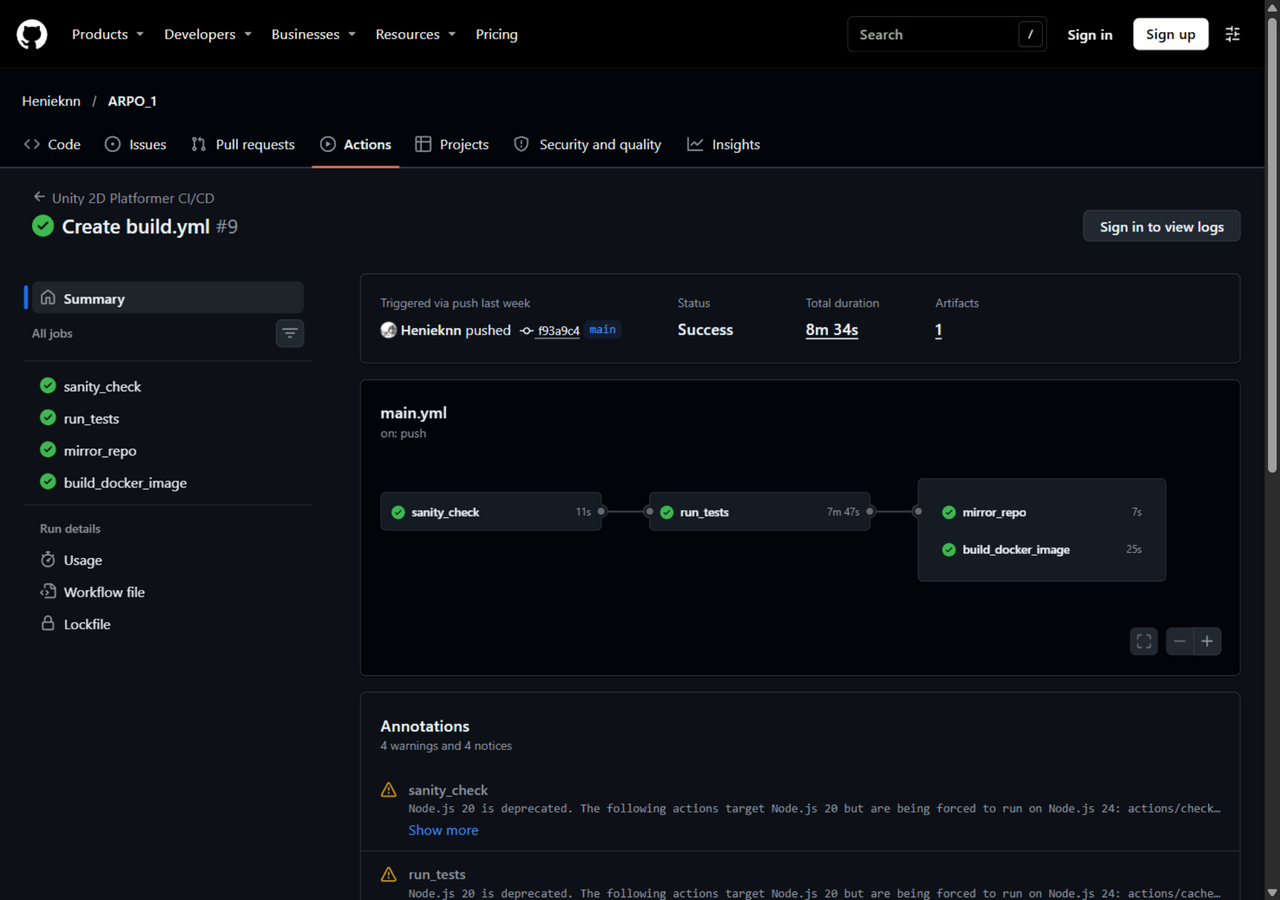 Products Developers Businesses Resources Pricing Search / Sign in Sign up
Henieknn / ARPO_1
Code Issues Pull requests Actions Projects Security and quality Insights
Unity 2D Platformer CI/CD
Create build.yml #9
Sign in to view logs
Summary
All jobs
sanity_check
run_tests
mirror_repo
build_docker_image
Run details
Usage
Workflow file
Lockfile
Triggered via push last week
Henieknn pushed f93a9c4 main
Status
Success
Total duration
8m 34s
Artifacts
1
main.yml
on: push
sanity_check 11s
run_tests 7m 47s
mirror_repo 7s
build_docker_image 25s
Annotations
4 warnings and 4 notices
sanity_check
Node.js 20 is deprecated. The following actions target Node.js 20 but are being forced to run on Node.js 24: actions/check…
Show more
run_tests
Node.js 20 is deprecated. The following actions target Node.js 20 but are being forced to run on Node.js 24: actions/cache…